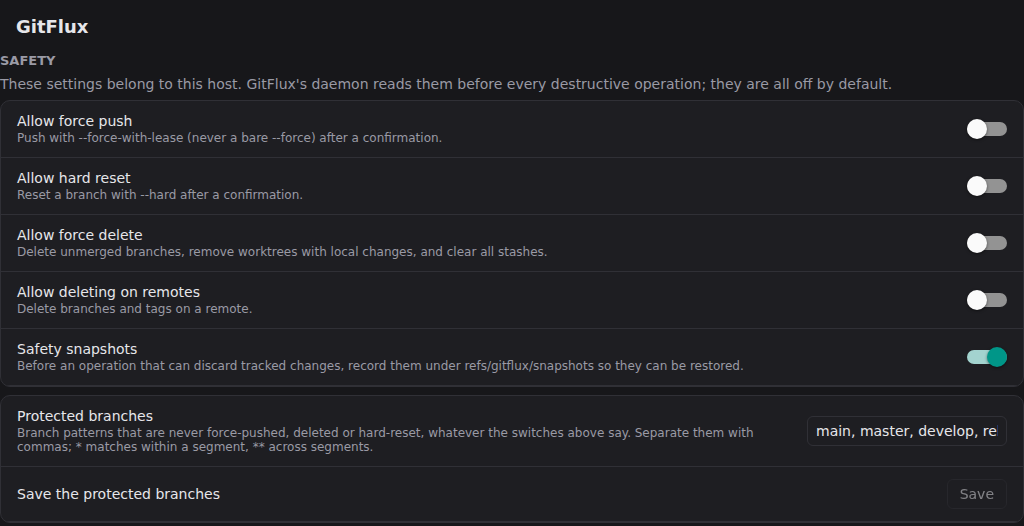 GitFlux
SAFETY
These settings belong to this host. GitFlux's daemon reads them before every destructive operation; they are all off by default.
Allow force push
Push with --force-with-lease (never a bare --force) after a confirmation.
Allow hard reset
Reset a branch with --hard after a confirmation.
Allow force delete
Delete unmerged branches, remove worktrees with local changes, and clear all stashes.
Allow deleting on remotes
Delete branches and tags on a remote.
Safety snapshots
Before an operation that can discard tracked changes, record them under refs/gitflux/snapshots so they can be restored.
Protected branches
Branch patterns that are never force-pushed, deleted or hard-reset, whatever the switches above say. Separate them with
commas; * matches within a segment, ** across segments.
main, master, develop, re
Save the protected branches
Save